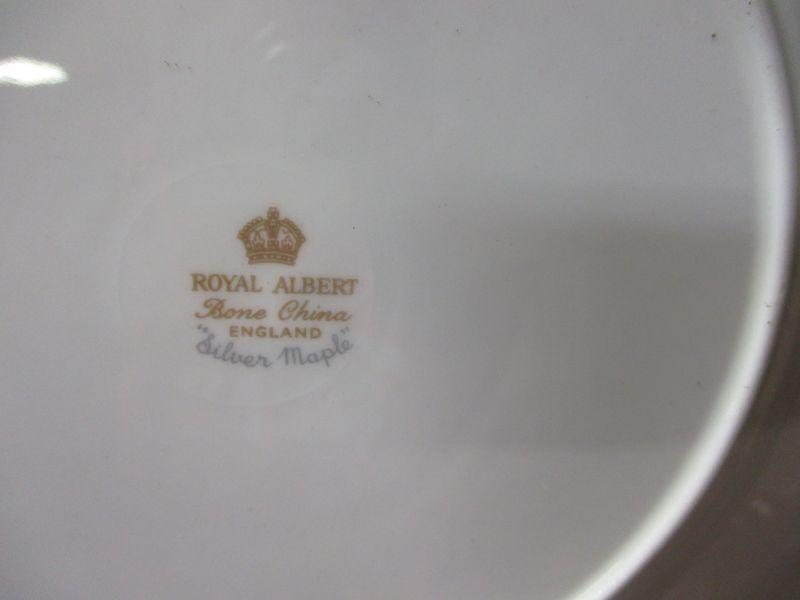 ROYAL ALBERT
Bone China
ENGLAND
"Silver Maple"